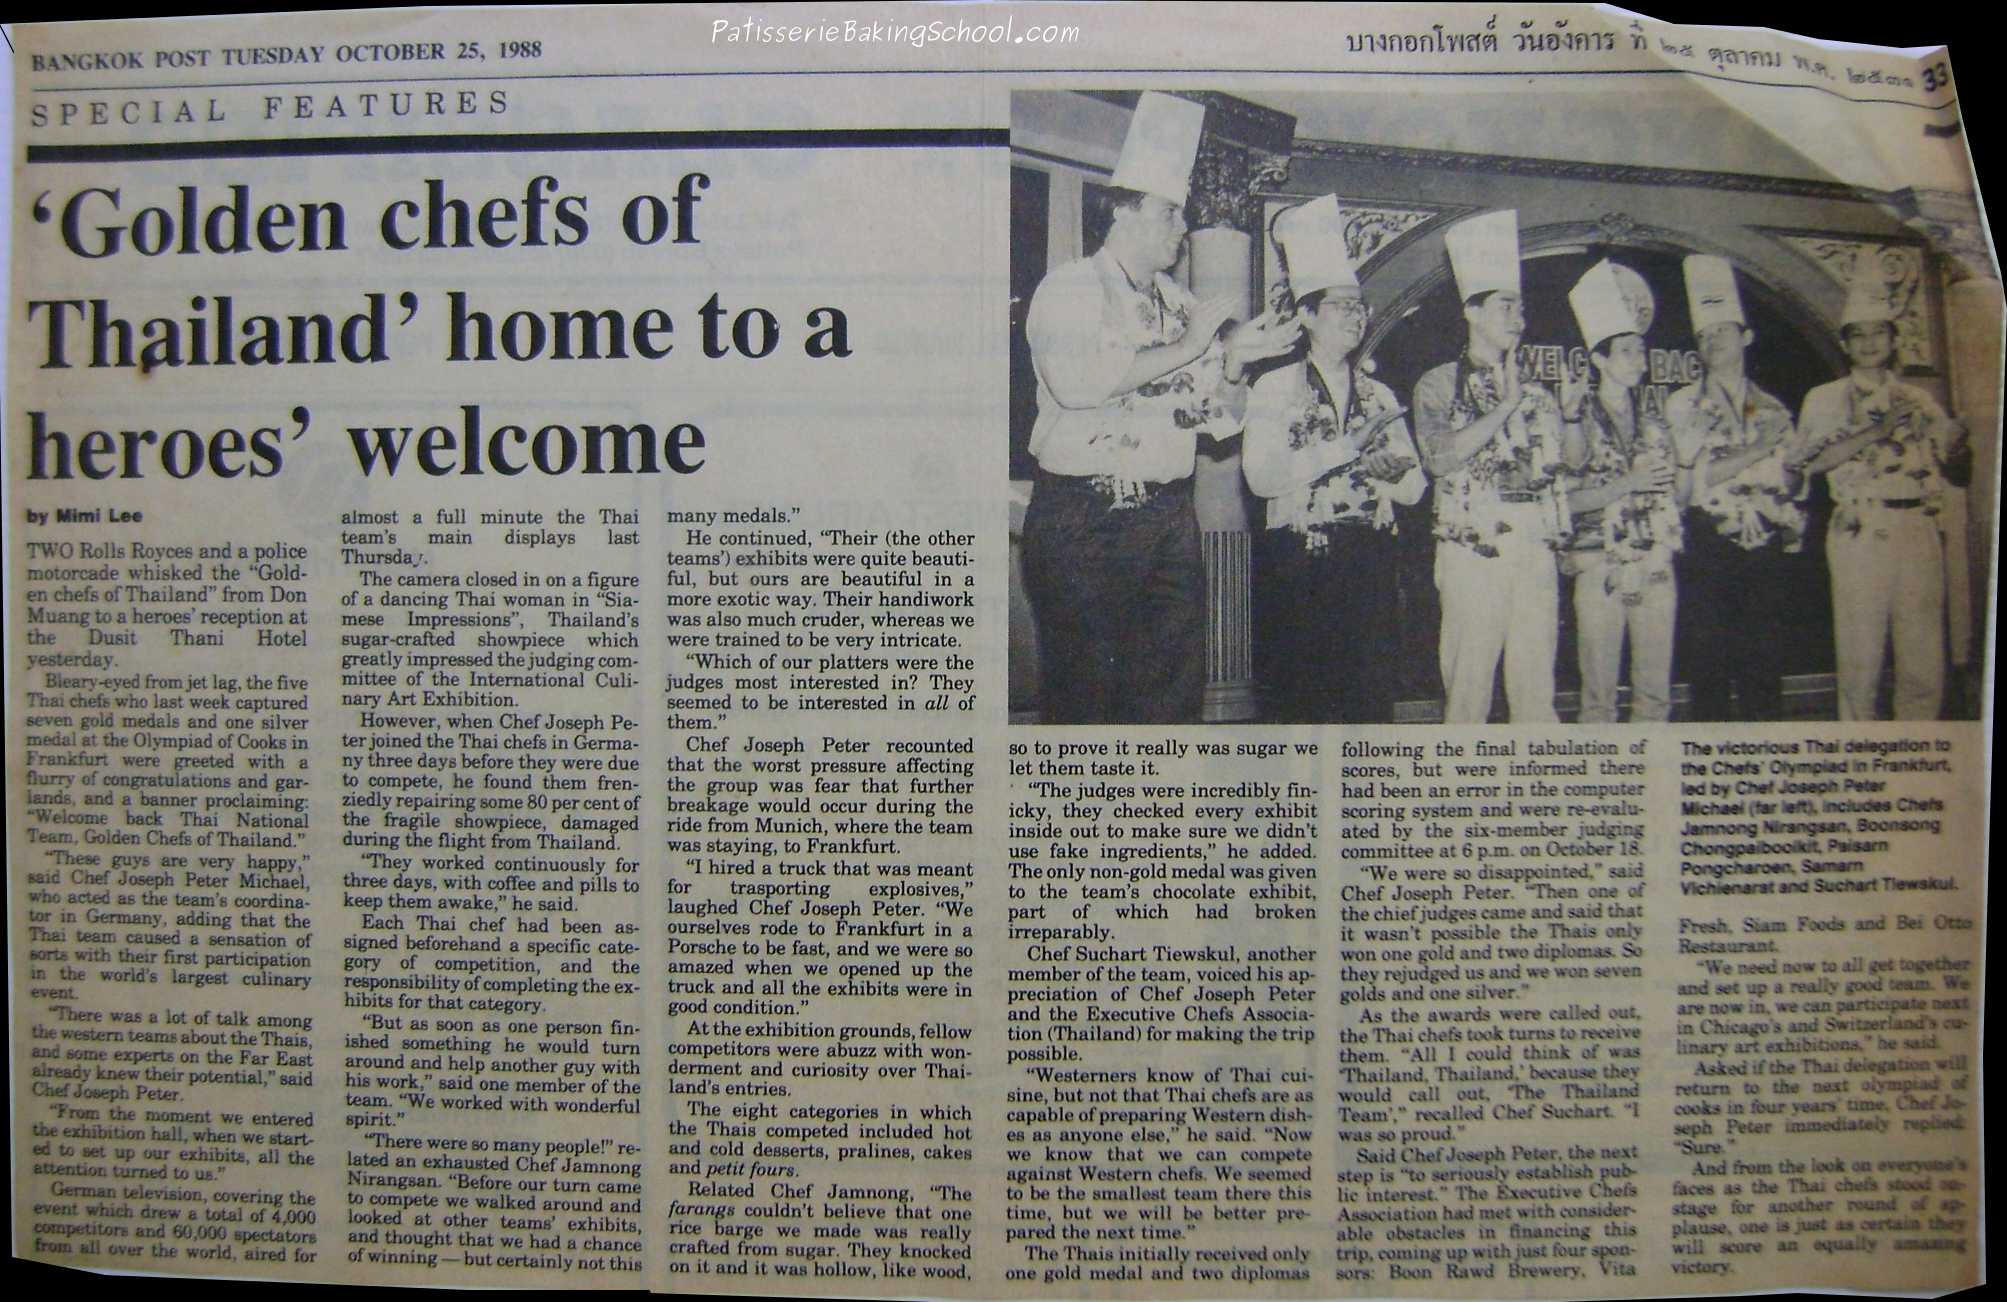 PatisserieBakingSchool.com
BANGKOK POST TUESDAY OCTOBER 25, 1988
บางกอกโพสต์ วันอังคาร ที่ ๒๕ ตุลาคม พ.ศ. ๒๕๓๑ 33
SPECIAL FEATURES
‘Golden chefs of
Thailand’ home to a
heroes’ welcome
by Mimi Lee
TWO Rolls Royces and a police
motorcade whisked the “Gold-
en chefs of Thailand” from Don
Muang to a heroes’ reception at
the Dusit Thani Hotel
yesterday.
Bleary-eyed from jet lag, the five
Thai chefs who last week captured
seven gold medals and one silver
medal at the Olympiad of Cooks in
Frankfurt were greeted with a
flurry of congratulations and gar-
lands, and a banner proclaiming:
“Welcome back Thai National
Team, Golden Chefs of Thailand.”
“These guys are very happy,”
said Chef Joseph Peter Michael,
who acted as the team’s coordina-
tor in Germany, adding that the
Thai team caused a sensation of
sorts with their first participation
in the world’s largest culinary
event.
“There was a lot of talk among
the western teams about the Thais,
and some experts on the Far East
already knew their potential,” said
Chef Joseph Peter.
“From the moment we entered
the exhibition hall, when we start-
ed to set up our exhibits, all the
attention turned to us.”
German television, covering the
event which drew a total of 4,000
competitors and 60,000 spectators
from all over the world, aired for
almost a full minute the Thai
team’s main displays last
Thursday.
The camera closed in on a figure
of a dancing Thai woman in “Sia-
mese Impressions”, Thailand’s
sugar-crafted showpiece which
greatly impressed the judging com-
mittee of the International Culi-
nary Art Exhibition.
However, when Chef Joseph Pe-
ter joined the Thai chefs in Germa-
ny three days before they were due
to compete, he found them fren-
ziedly repairing some 80 per cent of
the fragile showpiece, damaged
during the flight from Thailand.
“They worked continuously for
three days, with coffee and pills to
keep them awake,” he said.
Each Thai chef had been as-
signed beforehand a specific cate-
gory of competition, and the
responsibility of completing the ex-
hibits for that category.
“But as soon as one person fin-
ished something he would turn
around and help another guy with
his work,” said one member of the
team. “We worked with wonderful
spirit.”
“There were so many people!” re-
lated an exhausted Chef Jamnong
Nirangsan. “Before our turn came
to compete we walked around and
looked at other teams’ exhibits,
and thought that we had a chance
of winning — but certainly not this
many medals.”
He continued, “Their (the other
teams’) exhibits were quite beauti-
ful, but ours are beautiful in a
more exotic way. Their handiwork
was also much cruder, whereas we
were trained to be very intricate.
“Which of our platters were the
judges most interested in? They
seemed to be interested in all of
them.”
Chef Joseph Peter recounted
that the worst pressure affecting
the group was fear that further
breakage would occur during the
ride from Munich, where the team
was staying, to Frankfurt.
“I hired a truck that was meant
for trasporting explosives,”
laughed Chef Joseph Peter. “We
ourselves rode to Frankfurt in a
Porsche to be fast, and we were so
amazed when we opened up the
truck and all the exhibits were in
good condition.”
At the exhibition grounds, fellow
competitors were abuzz with won-
derment and curiosity over Thai-
land’s entries.
The eight categories in which
the Thais competed included hot
and cold desserts, pralines, cakes
and petit fours.
Related Chef Jamnong, “The
farangs couldn’t believe that one
rice barge we made was really
crafted from sugar. They knocked
on it and it was hollow, like wood,
WELC BAC
so to prove it really was sugar we
let them taste it.
“The judges were incredibly fin-
icky, they checked every exhibit
inside out to make sure we didn’t
use fake ingredients,” he added.
The only non-gold medal was given
to the team’s chocolate exhibit,
part of which had broken
irreparably.
Chef Suchart Tiewskul, another
member of the team, voiced his ap-
preciation of Chef Joseph Peter
and the Executive Chefs Associa-
tion (Thailand) for making the trip
possible.
“Westerners know of Thai cui-
sine, but not that Thai chefs are as
capable of preparing Western dish-
es as anyone else,” he said. “Now
we know that we can compete
against Western chefs. We seemed
to be the smallest team there this
time, but we will be better pre-
pared the next time.”
The Thais initially received only
one gold medal and two diplomas
following the final tabulation of
scores, but were informed there
had been an error in the computer
scoring system and were re-evalu-
ated by the six-member judging
committee at 6 p.m. on October 18.
“We were so disappointed,” said
Chef Joseph Peter. “Then one of
the chief judges came and said that
it wasn’t possible the Thais only
won one gold and two diplomas. So
they rejudged us and we won seven
golds and one silver.”
As the awards were called out,
the Thai chefs took turns to receive
them. “All I could think of was
‘Thailand, Thailand,’ because they
would call out, ‘The Thailand
Team’,” recalled Chef Suchart. “I
was so proud.”
Said Chef Joseph Peter, the next
step is “to seriously establish pub-
lic interest.” The Executive Chefs
Association had met with consider-
able obstacles in financing this
trip, coming up with just four spon-
sors: Boon Rawd Brewery, Vita
The victorious Thai delegation to
the Chefs’ Olympiad in Frankfurt,
led by Chef Joseph Peter
Michael (far left), includes Chefs
Jamnong Nirangsan, Boonsong
Chongpaiboolkit, Paisarn
Pongcharoen, Samarn
Vichienarat and Suchart Tiewskul.
Fresh, Siam Foods and Bei Otto
Restaurant.
“We need now to all get together
and set up a really good team. We
are now in, we can participate next
in Chicago’s and Switzerland’s cu-
linary art exhibitions,” he said.
Asked if the Thai delegation will
return to the next olympiad of
cooks in four years’ time, Chef Jo-
seph Peter immediately replied:
“Sure.”
And from the look on everyone’s
faces as the Thai chefs stood on-
stage for another round of ap-
plause, one is just as certain they
will score an equally amazing
victory.